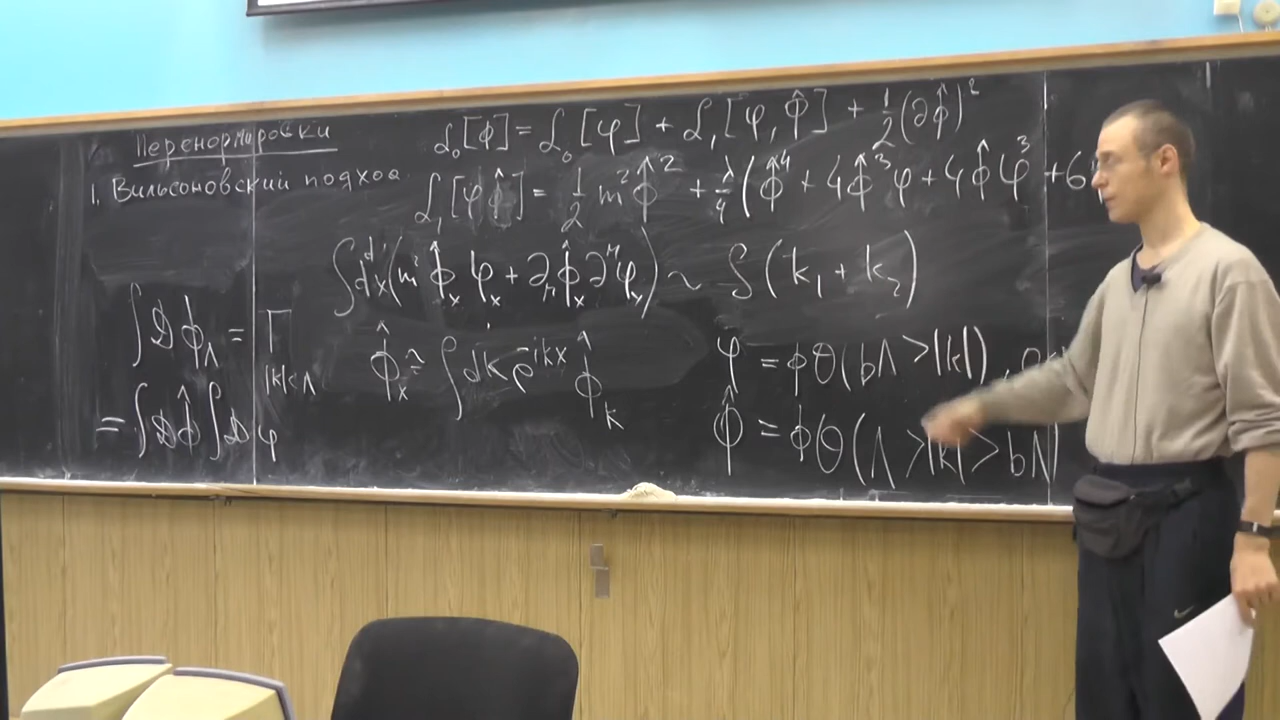 Перенормировки
1. Вильсоновский подход
ℒ₀[ϕ] = ℒ₀[φ] + ℒ₁[φ, ϕ̂] + 1/2 (∂ϕ̂)²
ℒ₁[φ ϕ̂] = 1/2 m² ϕ̂² + λ/4 (ϕ̂⁴ + 4ϕ̂³φ + 4ϕ̂φ³ + 6
∫dᵈx (m² ϕ̂ₓ φₓ + ∂_μ ϕ̂ₓ ∂^μ φₓ) ~ δ(k₁ + k₂)
∫𝒟ϕ_Λ = Π_{|k|<Λ}
= ∫𝒟ϕ̂ ∫𝒟φ
ϕ̂ₓ ≈ ∫dk e^{-ikx} ϕ̂_k
φ = ϕθ(bΛ > |k|),
ϕ̂ = ϕθ(Λ > |k| > bΛ)